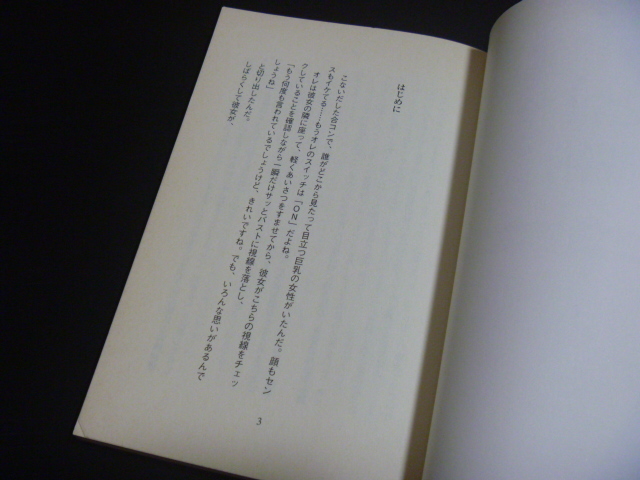 はじめに
こないだした合コンで、誰がどこから見たって目立つ巨乳の女性がいたんだ。顔もセン
スもイケてる——もうオレのスイッチは「ON」だよね。
オレは彼女の隣に座って、軽くあいさつをすませてから、彼女がこちらの視線をチェッ
クしていることを確認しながら一瞬だけサッとバストに視線を落とし、
「もう何度も言われているでしょうけど、きれいですね。でも、いろんな思いがあるんで
しょうね」
と切り出したんだ。
しばらくして彼女が、
3